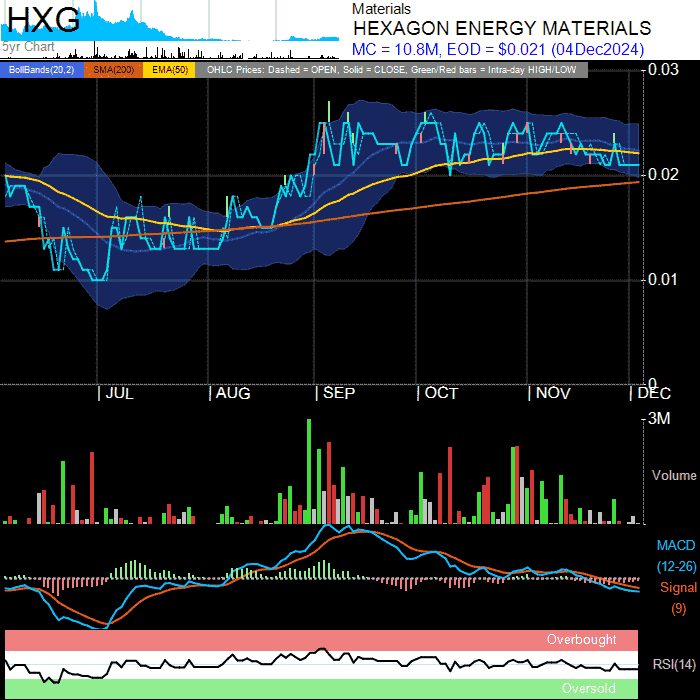 HXG
5yr Chart
Materials
HEXAGON ENERGY MATERIALS
MC = 10.8M, EOD = $0.021 (04Dec2024)
BollBands(20,2) SMA(200) EMA(50) OHLC Prices: Dashed = OPEN, Solid = CLOSE, Green/Red bars = Intra-day HIGH/LOW
0.03
0.02
0.01
0
JUL AUG SEP OCT NOV DEC
3M
Volume
MACD
(12-26)
Signal
(9)
Overbought
RSI(14)
Oversold